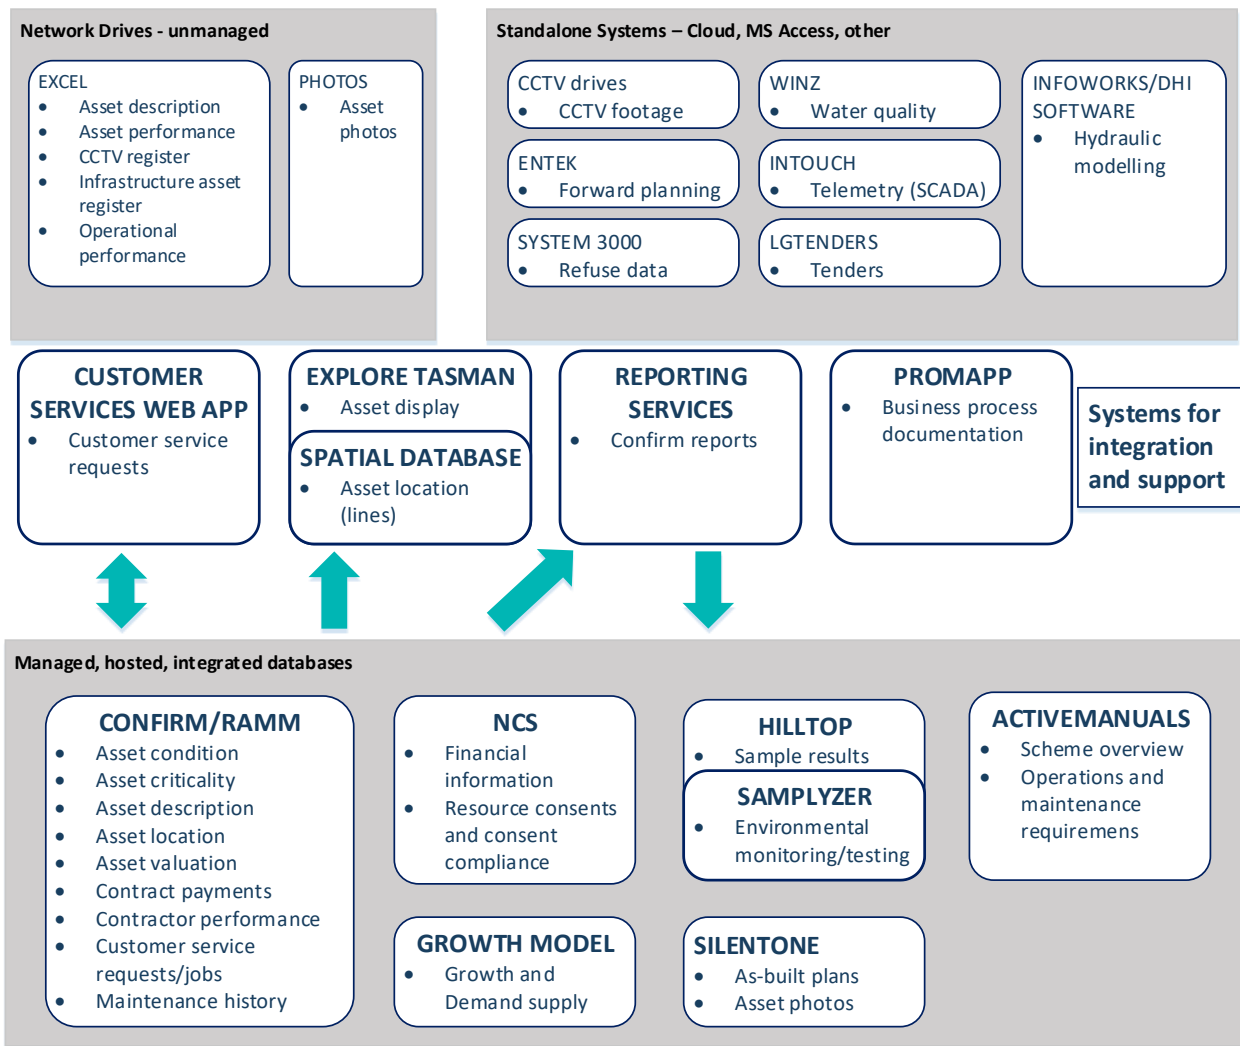 Network Drives - unmanaged
EXCEL
• Asset description
• Asset performance
• CCTV register
• Infrastructure asset
register
• Operational
performance
PHOTOS
• Asset
photos
Standalone Systems – Cloud, MS Access, other
CCTV drives
• CCTV footage
WINZ
• Water quality
INFOWORKS/DHI
SOFTWARE
• Hydraulic
modelling
ENTEK
• Forward planning
INTOUCH
• Telemetry (SCADA)
SYSTEM 3000
• Refuse data
LGTENDERS
• Tenders
CUSTOMER
SERVICES WEB APP
• Customer service
requests
EXPLORE TASMAN
• Asset display
SPATIAL DATABASE
• Asset location
(lines)
REPORTING
SERVICES
• Confirm reports
PROMAPP
• Business process
documentation
Systems for
integration
and support
Managed, hosted, integrated databases
CONFIRM/RAMM
• Asset condition
• Asset criticality
• Asset description
• Asset location
• Asset valuation
• Contract payments
• Contractor performance
• Customer service
requests/jobs
• Maintenance history
NCS
• Financial
information
• Resource consents
and consent
compliance
HILLTOP
• Sample results
SAMPLYZER
• Environmental
monitoring/testing
ACTIVEMANUALS
• Scheme overview
• Operations and
maintenance
requiremens
GROWTH MODEL
• Growth and
Demand supply
SILENTONE
• As-built plans
• Asset photos